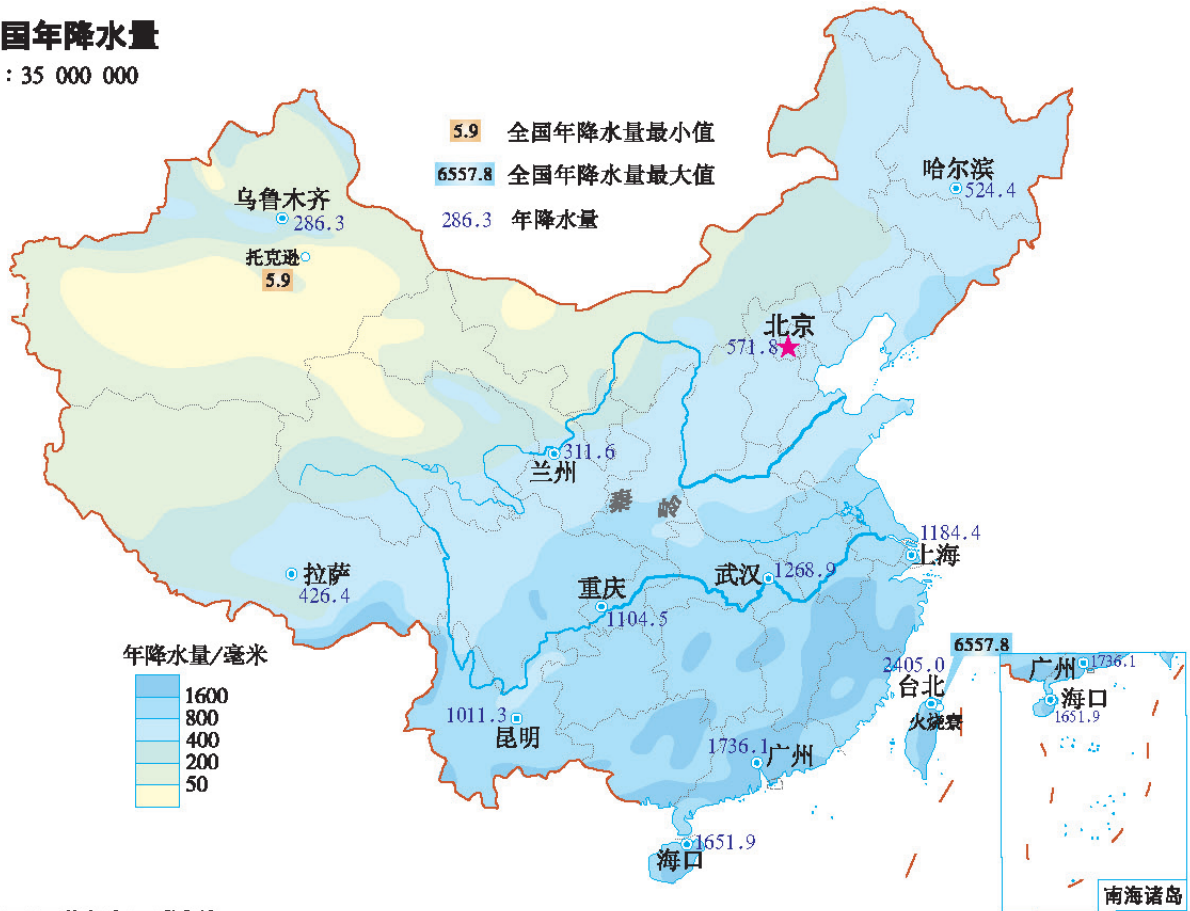 国年降水量
: 35 000 000
5.9 全国年降水量最小值
6557.8 全国年降水量最大值
286.3 年降水量
哈尔滨
524.4
乌鲁木齐
286.3
托克逊
5.9
北京
571.8
311.6
兰州
秦岭
1184.4
上海
拉萨
426.4
重庆
1104.5
武汉
1268.9
年降水量/毫米
1600
800
400
200
50
1011.3
昆明
6557.8
2405.0
台北
火烧寮
1736.1
广州
1651.9
海口
广州
1736.1
海口
1651.9
南海诸岛